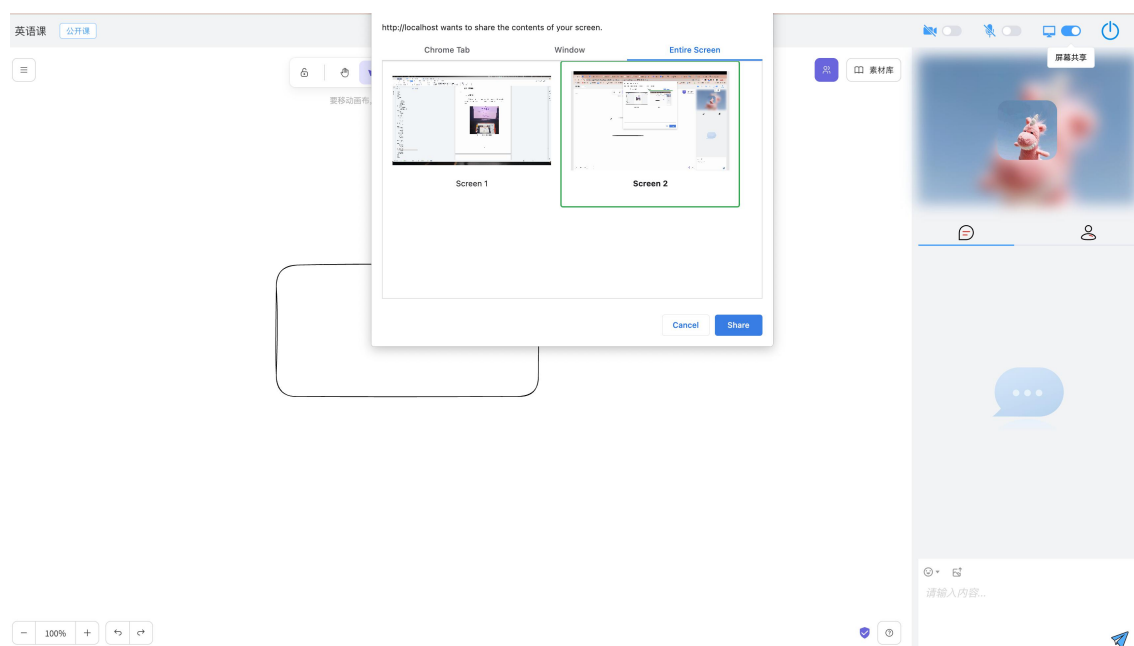 英语课
公开课
http://localhost wants to share the contents of your screen.
Chrome Tab
Window
Entire Screen
屏幕共享
素材库
要移动画布
Screen 1
Screen 2
Cancel
Share
请输入内容...
100%